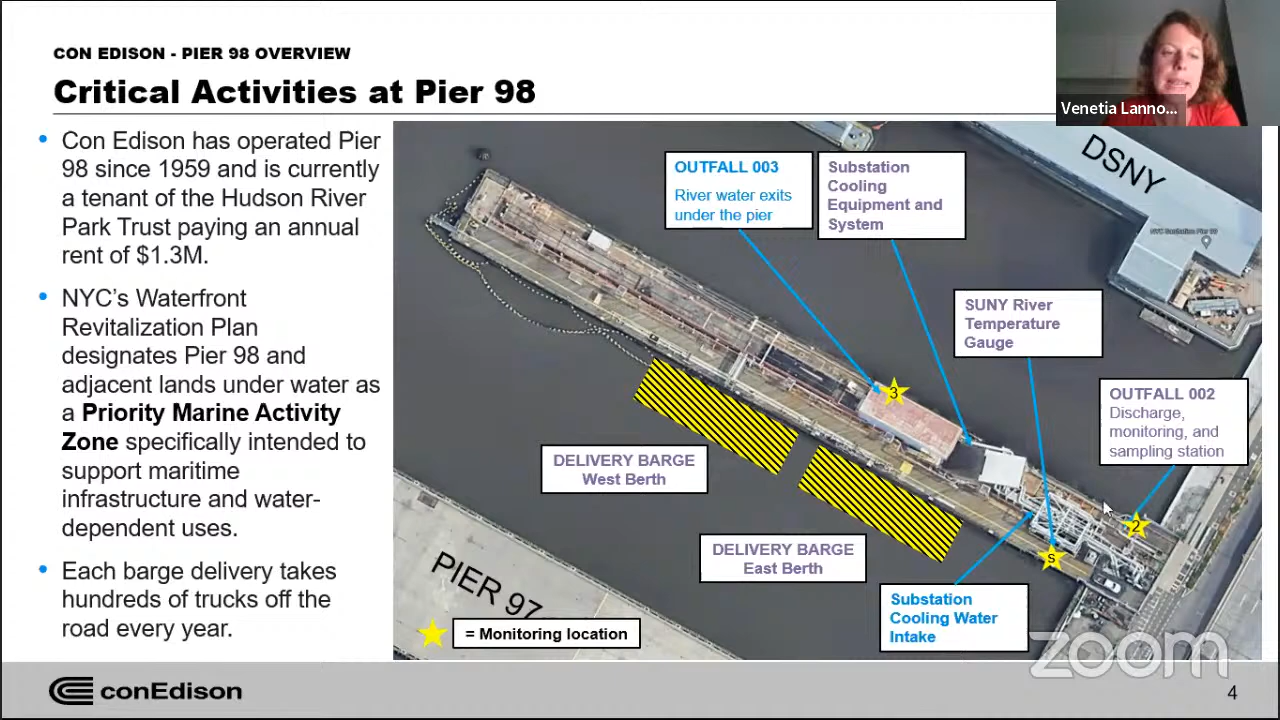 CON EDISON - PIER 98 OVERVIEW
Critical Activities at Pier 98
Venetia Lanno...
• Con Edison has operated Pier
98 since 1959 and is currently
a tenant of the Hudson River
Park Trust paying an annual
rent of $1.3M.
• NYC’s Waterfront
Revitalization Plan
designates Pier 98 and
adjacent lands under water as
a Priority Marine Activity
Zone specifically intended to
support maritime
infrastructure and water-
dependent uses.
• Each barge delivery takes
hundreds of trucks off the
road every year.
OUTFALL 003
River water exits
under the pier
Substation
Cooling
Equipment and
System
DSNY
NYC Sanitation Pier 99
SUNY River
Temperature
Gauge
OUTFALL 002
Discharge,
monitoring, and
sampling station
3
2
S
DELIVERY BARGE
West Berth
DELIVERY BARGE
East Berth
Substation
Cooling Water
Intake
PIER 97
= Monitoring location
zoom
conEdison
4